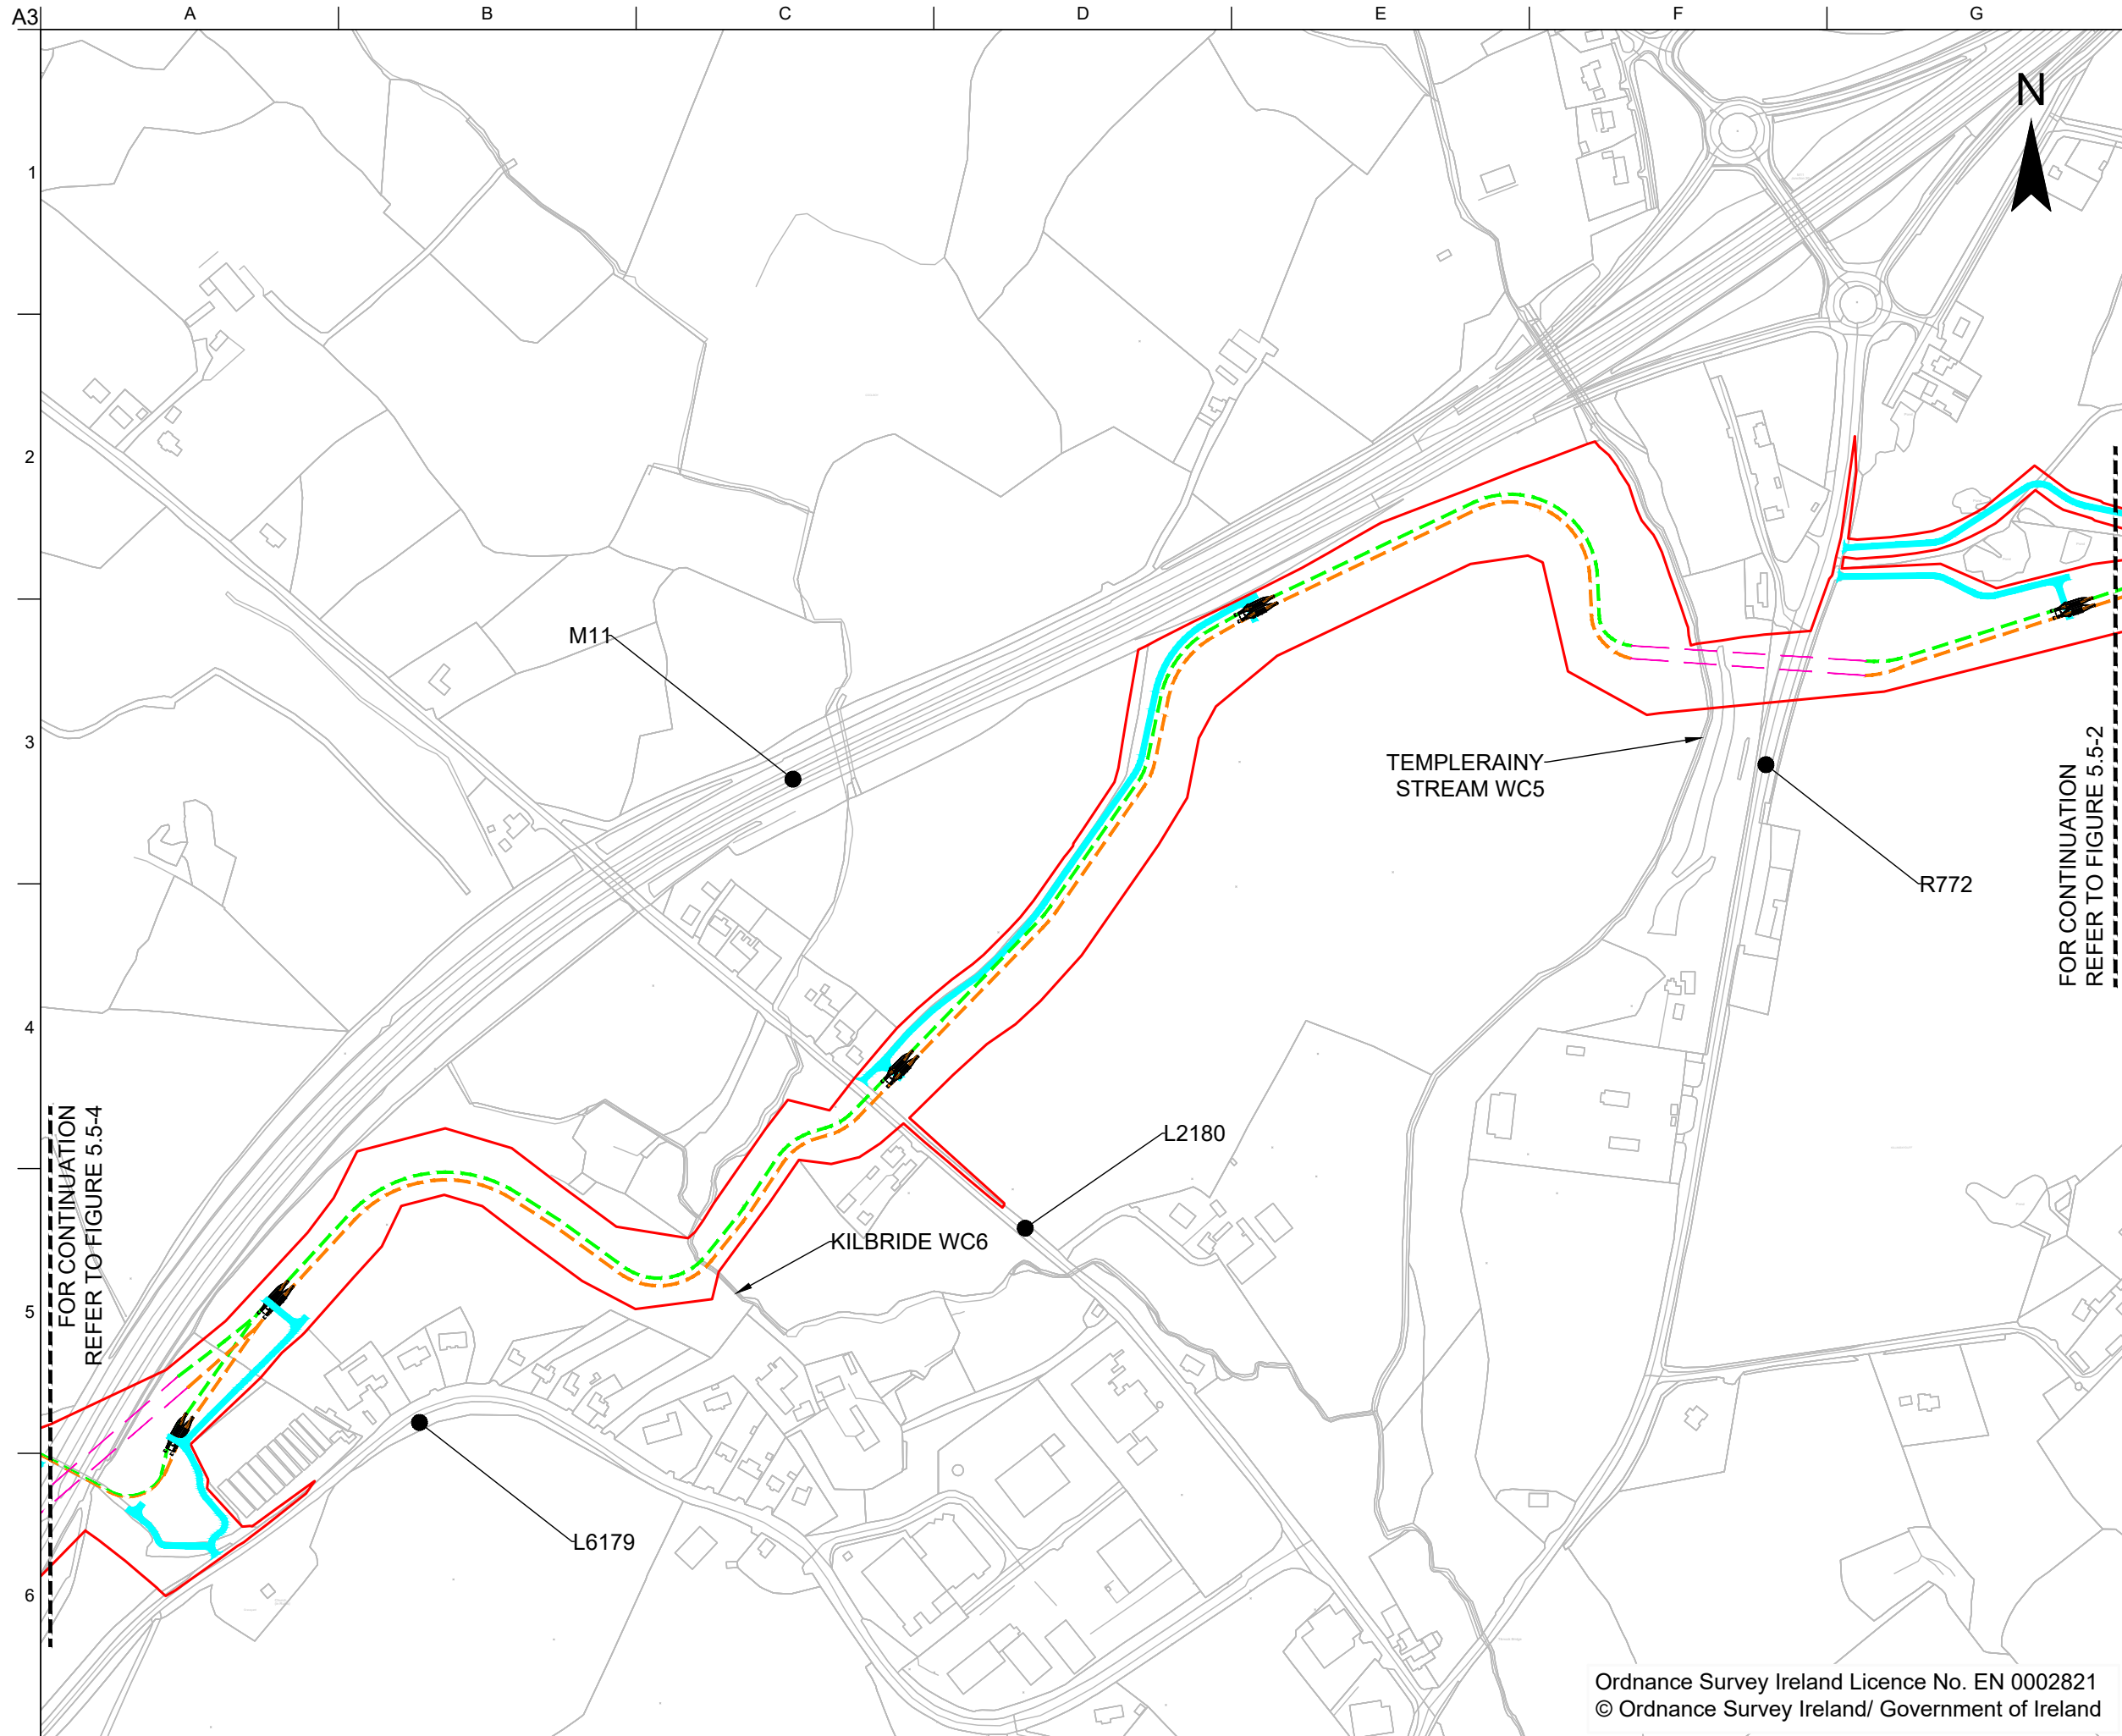 A3
A
B
C
D
E
F
G
N
1
2
3
4
5
6
M11
TEMPLERAINY
STREAM WC5
R772
FOR CONTINUATION
REFER TO FIGURE 5.5-2
L2180
KILBRIDE WC6
FOR CONTINUATION
REFER TO FIGURE 5.5-4
L6179
Ordnance Survey Ireland Licence No. EN 0002821
© Ordnance Survey Ireland/ Government of Ireland